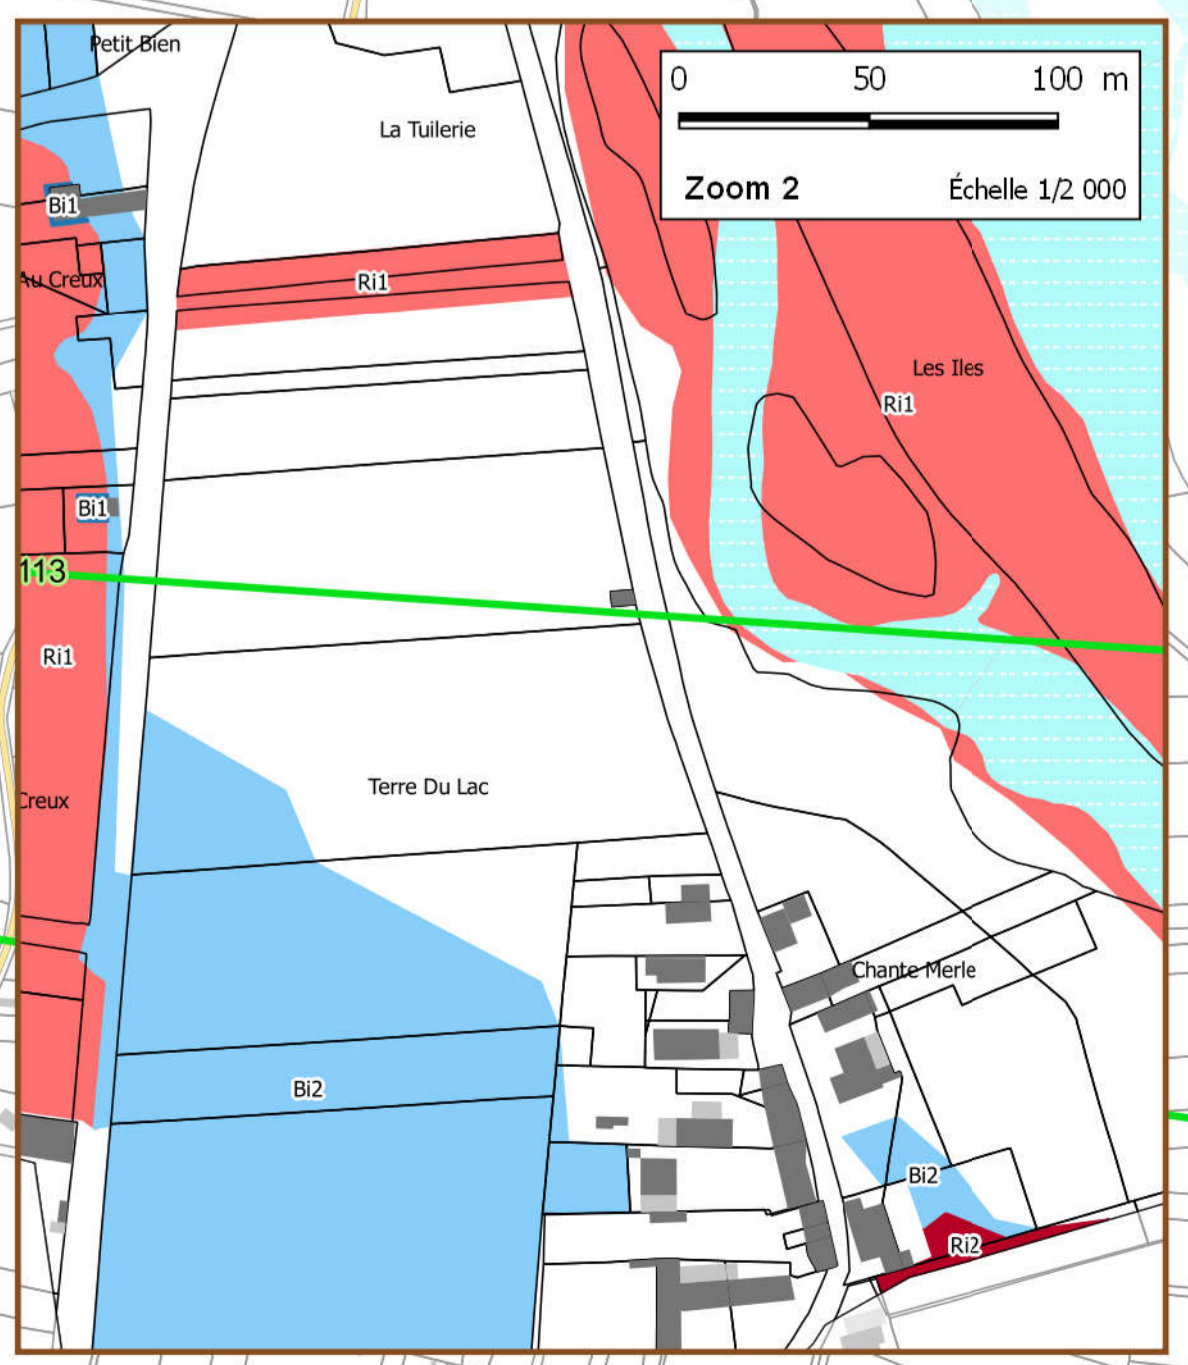 Petit Bien
0 50 100 m
La Tuilerie
Zoom 2 Échelle 1/2 000
Bi1
Au Creux
Ri1
Les Iles
Ri1
Bi1
113
Ri1
Terre Du Lac
Creux
Chante Merle
Bi2
Bi2
Ri2